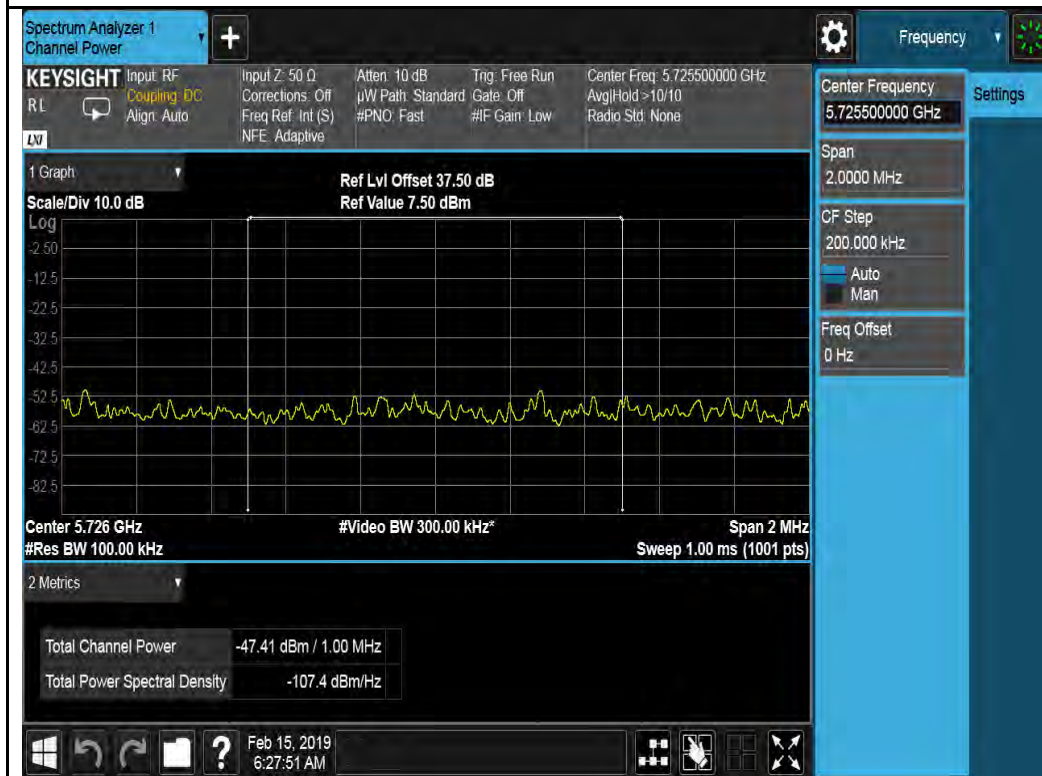 Spectrum Analyzer 1
Channel Power
+
Frequency
KEYSIGHT
RL
LXI
Input: RF
Coupling: DC
Align: Auto
Input Z: 50 Ω
Corrections: Off
Freq Ref: Int (S)
NFE: Adaptive
Atten: 10 dB
µW Path: Standard
#PNO: Fast
Trig: Free Run
Gate: Off
#IF Gain: Low
Center Freq: 5.725500000 GHz
Avg|Hold >10/10
Radio Std: None
Center Frequency
5.725500000 GHz
Settings
Span
2.0000 MHz
CF Step
200.000 kHz
Auto
Man
Freq Offset
0 Hz
1 Graph
Scale/Div 10.0 dB
Ref Lvl Offset 37.50 dB
Ref Value 7.50 dBm
Log
-2.50
-12.5
-22.5
-32.5
-42.5
-52.5
-62.5
-72.5
-82.5
Center 5.726 GHz
#Video BW 300.00 kHz*
Span 2 MHz
#Res BW 100.00 kHz
Sweep 1.00 ms (1001 pts)
2 Metrics
Total Channel Power -47.41 dBm / 1.00 MHz
Total Power Spectral Density -107.4 dBm/Hz
?
Feb 15, 2019
6:27:51 AM